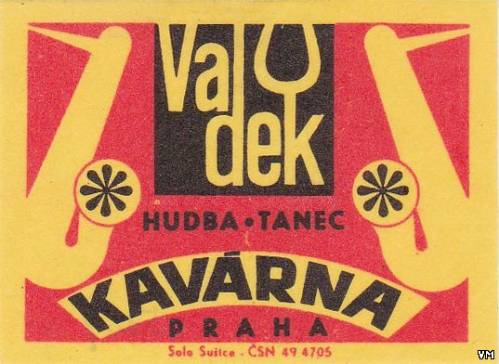 Va
dek
HUDBA • TANEC
KAVÁRNA
PRAHA
Solo Sušice - ČSN 49 4705
VM